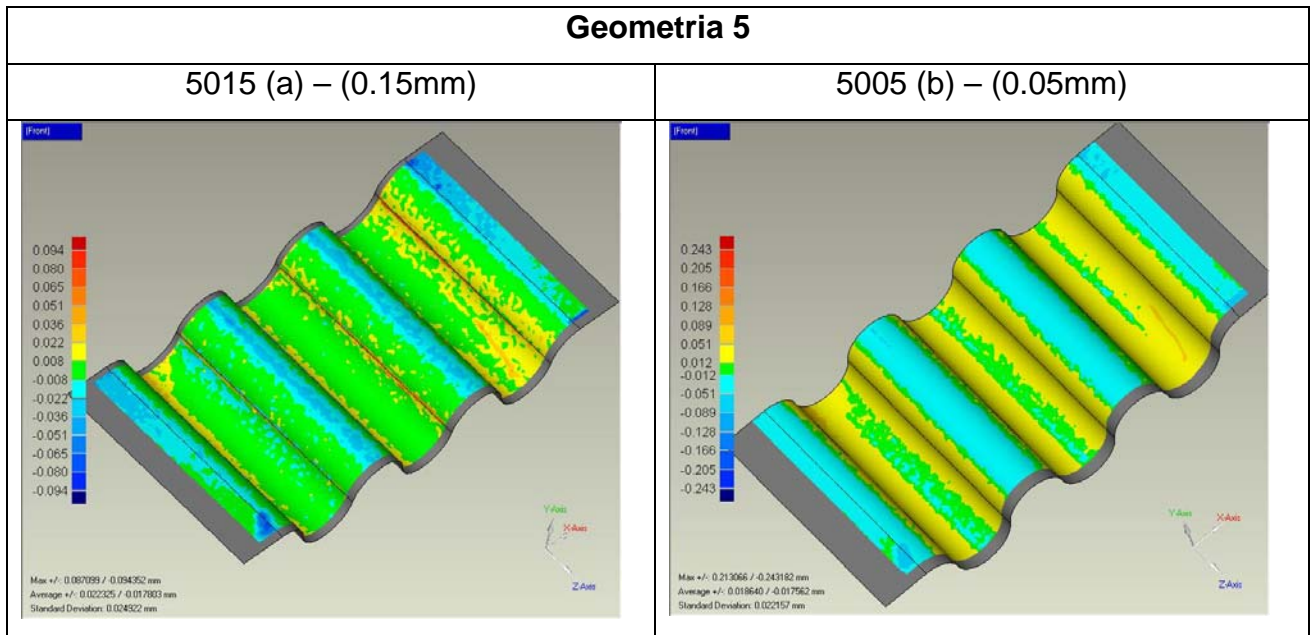 Geometria 5
5015 (a) – (0.15mm)
5005 (b) – (0.05mm)
[Front]
0.094
0.080
0.065
0.051
0.036
0.022
0.008
-0.008
-0.022
-0.036
-0.051
-0.065
-0.080
-0.094
Y-Axis
X-Axis
Z-Axis
Max +/-: 0.087099 / -0.094352 mm
Average +/-: 0.022325 / -0.017803 mm
Standard Deviation: 0.024922 mm
[Front]
0.243
0.205
0.166
0.128
0.089
0.051
0.012
-0.012
-0.051
-0.089
-0.128
-0.166
-0.205
-0.243
Y-Axis
X-Axis
Z-Axis
Max +/-: 0.213066 / -0.243182 mm
Average +/-: 0.018640 / -0.017562 mm
Standard Deviation: 0.022157 mm